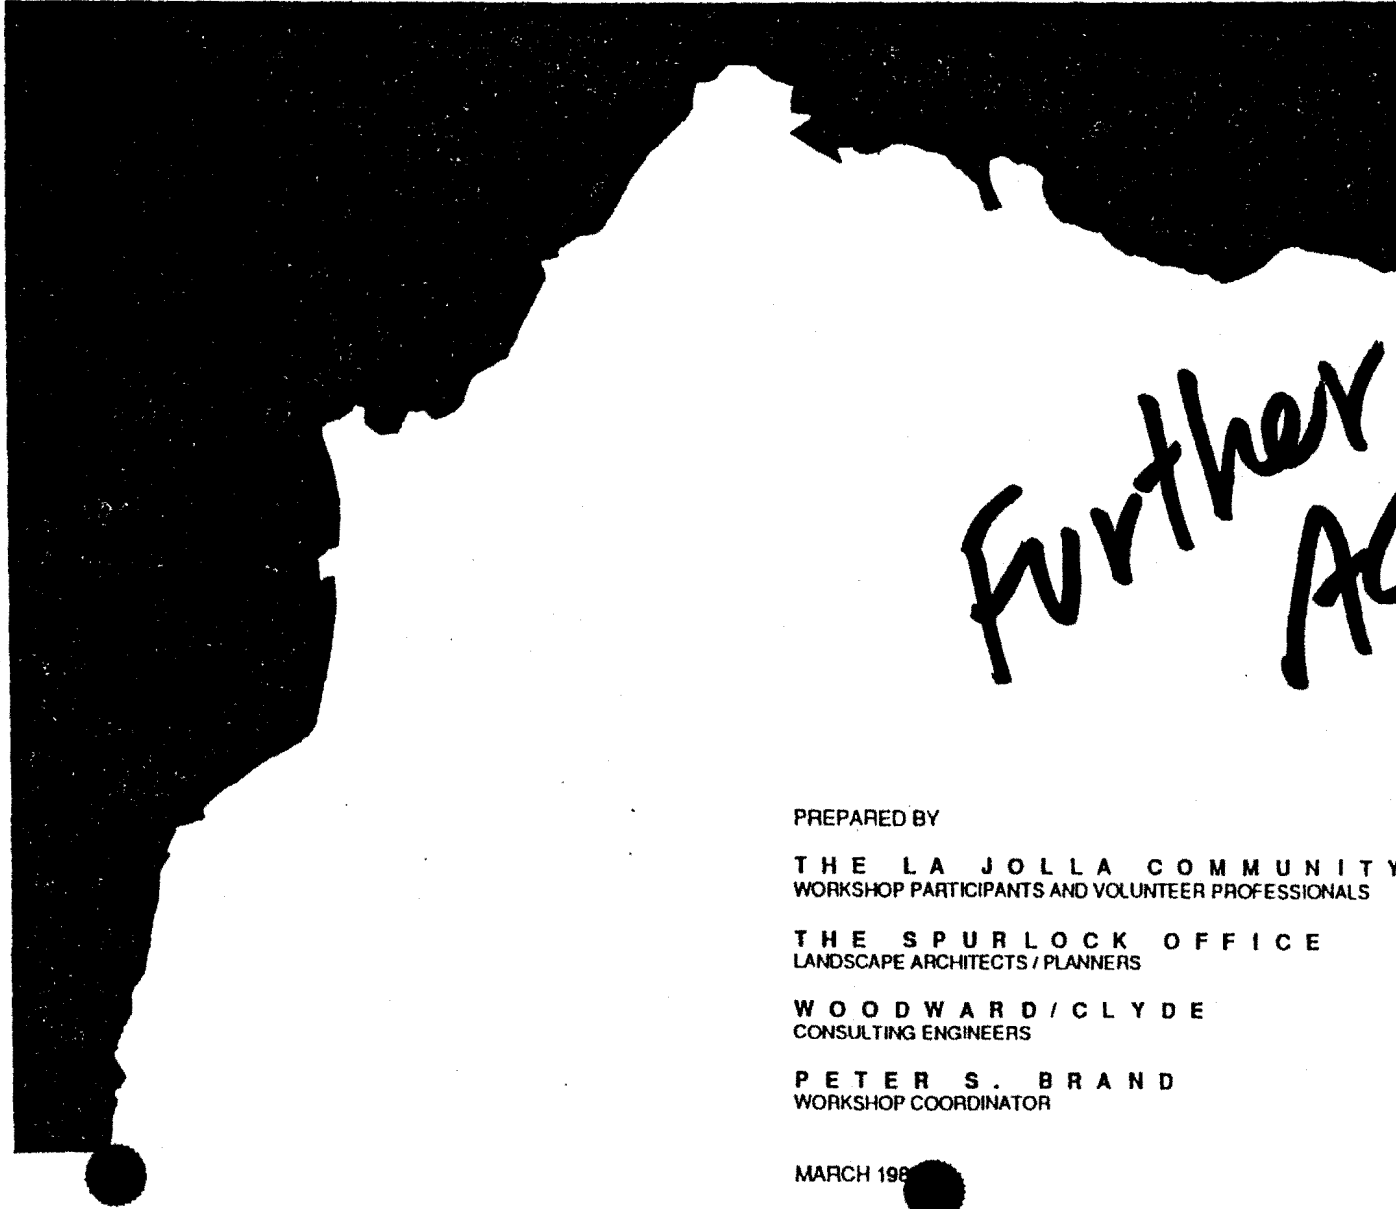 Further
PREPARED BY
THE LA JOLLA COMMUNITY
WORKSHOP PARTICIPANTS AND VOLUNTEER PROFESSIONALS
THE SPURLOCK OFFICE
LANDSCAPE ARCHITECTS / PLANNERS
WOODWARD/CLYDE
CONSULTING ENGINEERS
PETER S. BRAND
WORKSHOP COORDINATOR
MARCH